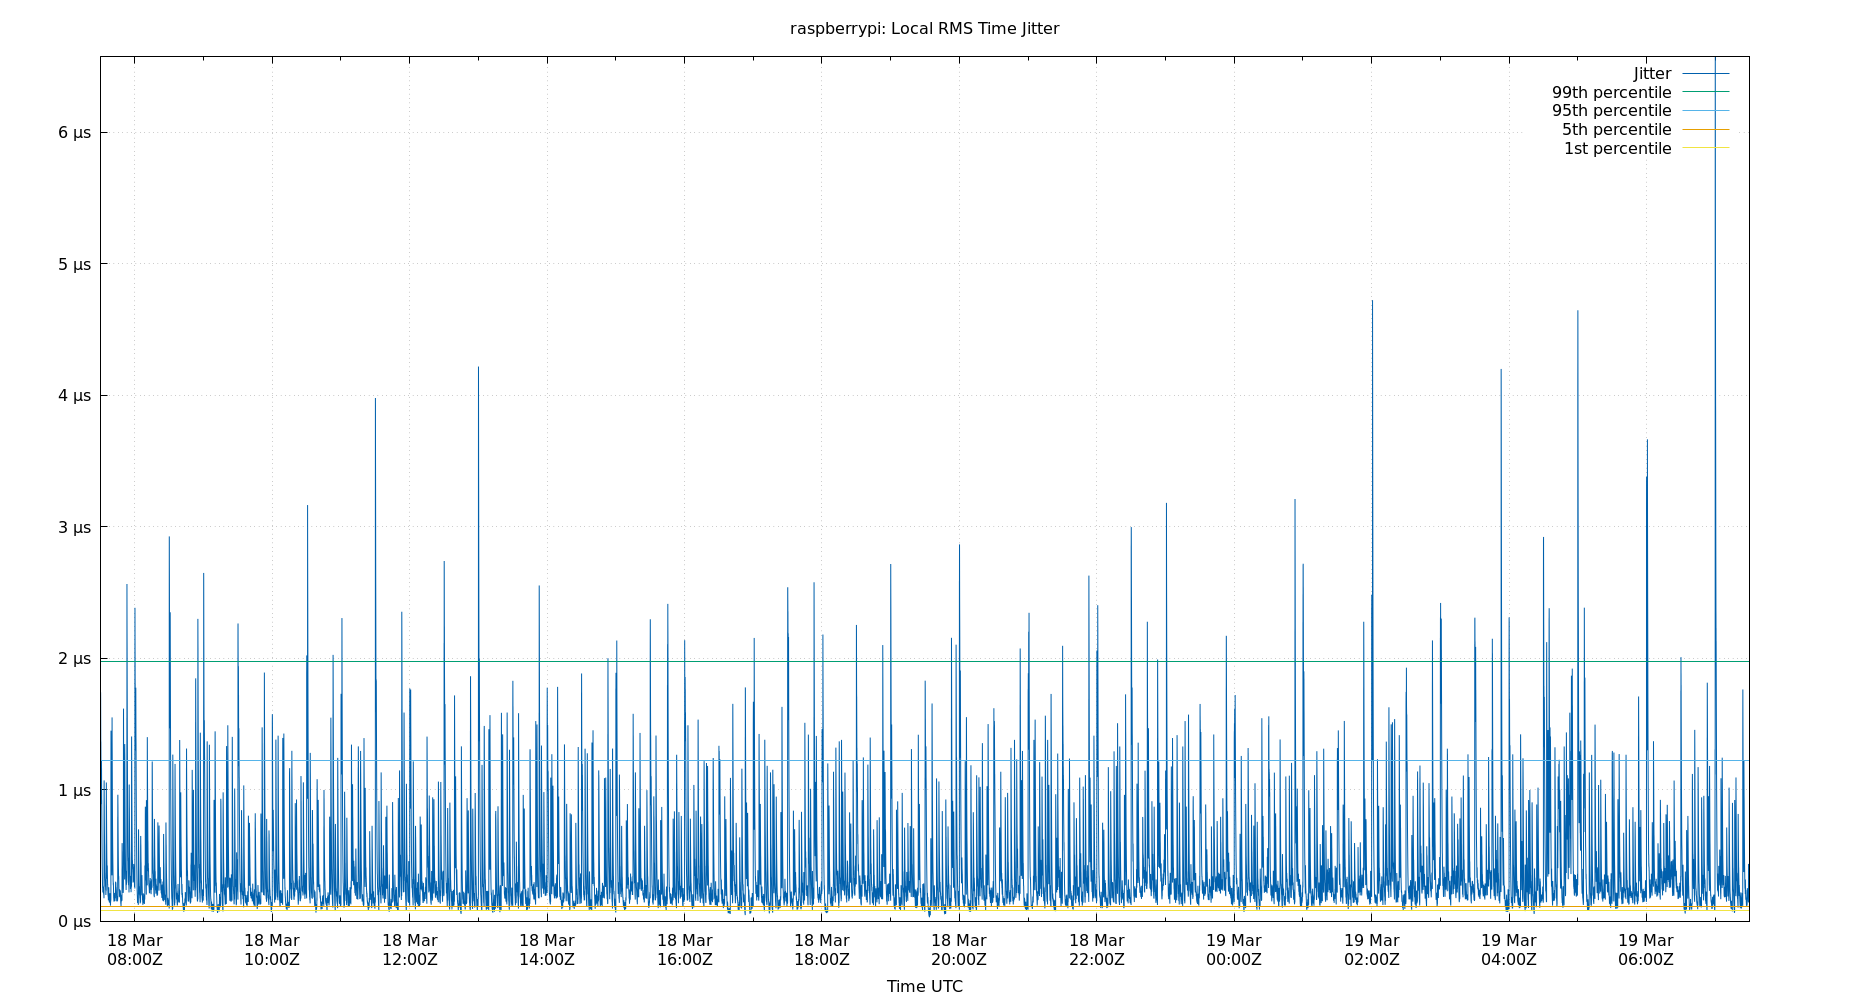 raspberrypi: Local RMS Time Jitter
Jitter
99th percentile
95th percentile
5th percentile
1st percentile
6 µs
5 µs
4 µs
3 µs
2 µs
1 µs
0 µs
18 Mar 18 Mar 18 Mar 18 Mar 18 Mar 18 Mar 18 Mar 18 Mar 19 Mar 19 Mar 19 Mar 19 Mar
08:00Z 10:00Z 12:00Z 14:00Z 16:00Z 18:00Z 20:00Z 22:00Z 00:00Z 02:00Z 04:00Z 06:00Z
Time UTC